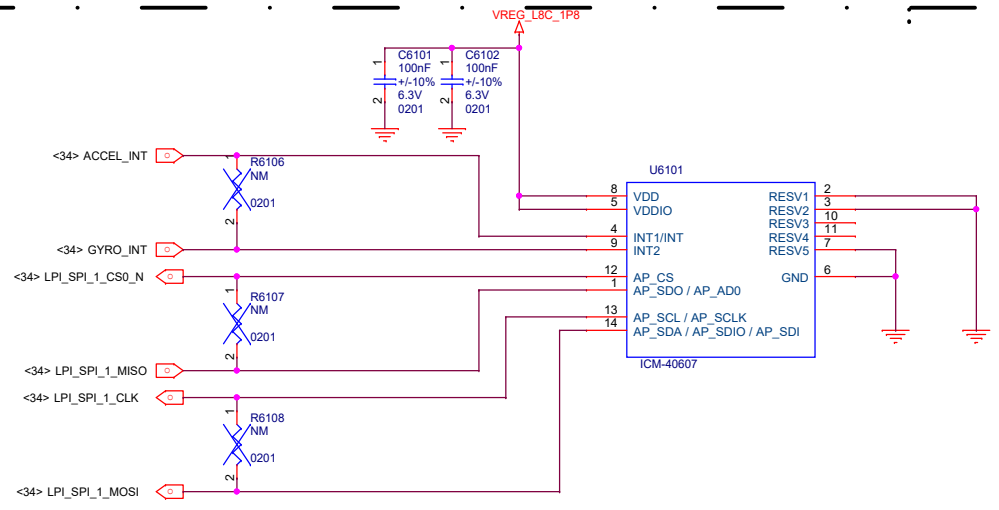 VREG_L8C_1P8
C6101
100nF
+/-10%
6.3V
0201
1
2
C6102
100nF
+/-10%
6.3V
0201
1
2
<34> ACCEL_INT
1
R6106
NM
0201
2
<34> GYRO_INT
<34> LPI_SPI_1_CS0_N
1
R6107
NM
0201
2
<34> LPI_SPI_1_MISO
<34> LPI_SPI_1_CLK
1
R6108
NM
0201
2
<34> LPI_SPI_1_MOSI
U6101
8 VDD
5 VDDIO
4 INT1/INT
9 INT2
12 AP_CS
1 AP_SDO / AP_AD0
13 AP_SCL / AP_SCLK
14 AP_SDA / AP_SDIO / AP_SDI
RESV1 2
RESV2 3
RESV3 10
RESV4 11
RESV5 7
GND 6
ICM-40607